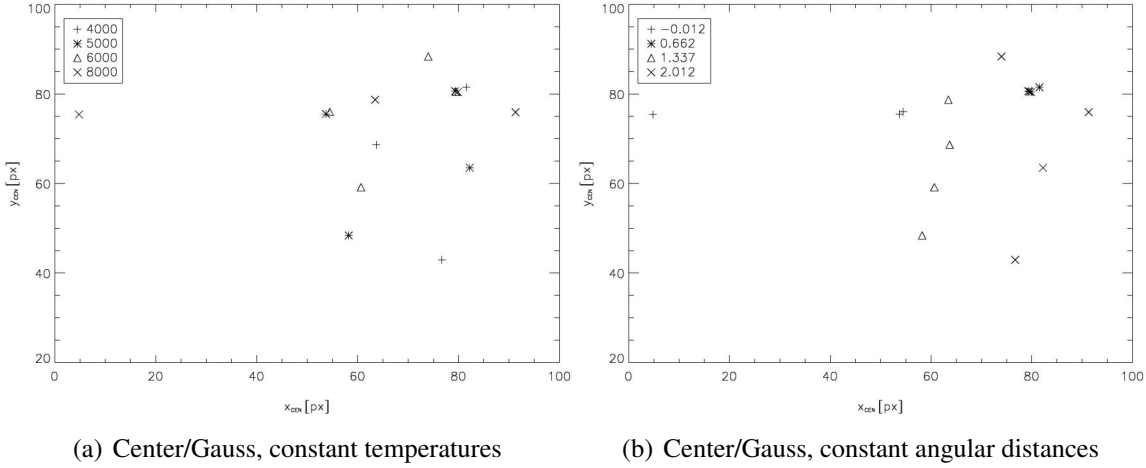 100
80
60
40
20
+ 4000
✳ 5000
△ 6000
× 8000
0 20 40 60 80 100
y_CEN [px]
x_CEN [px]
(a) Center/Gauss, constant temperatures
100
80
60
40
20
+ −0.012
✳ 0.662
△ 1.337
× 2.012
0 20 40 60 80 100
y_CEN [px]
x_CEN [px]
(b) Center/Gauss, constant angular distances